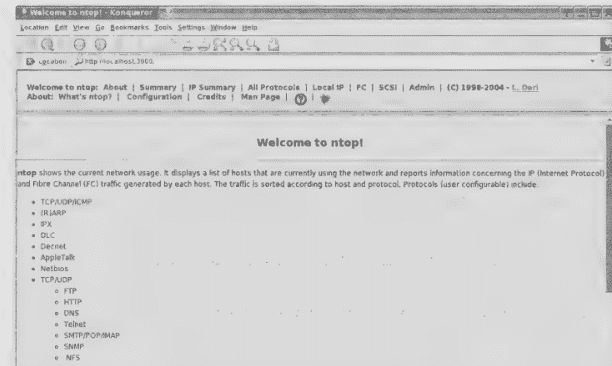 Welcome to ntop! - Konqueror
Location Edit View Go Bookmarks Tools Settings Window Help
Location http://localhost:3000/
Welcome to ntop: About | Summary | IP Summary | All Protocols | Local IP | FC | SCSI | Admin | (C) 1998-2004 - L. Deri
About: What's ntop? | Configuration | Credits | Man Page |
Welcome to ntop!
ntop shows the current network usage. It displays a list of hosts that are currently using the network and reports information concerning the IP (Internet Protocol)
and Fibre Channel (FC) traffic generated by each host. The traffic is sorted according to host and protocol. Protocols (user configurable) include:
TCP/UDP/ICMP
(R)ARP
IPX
DLC
Decnet
AppleTalk
Netbios
TCP/UDP
FTP
HTTP
DNS
Telnet
SMTP/POP/IMAP
SNMP
NFS